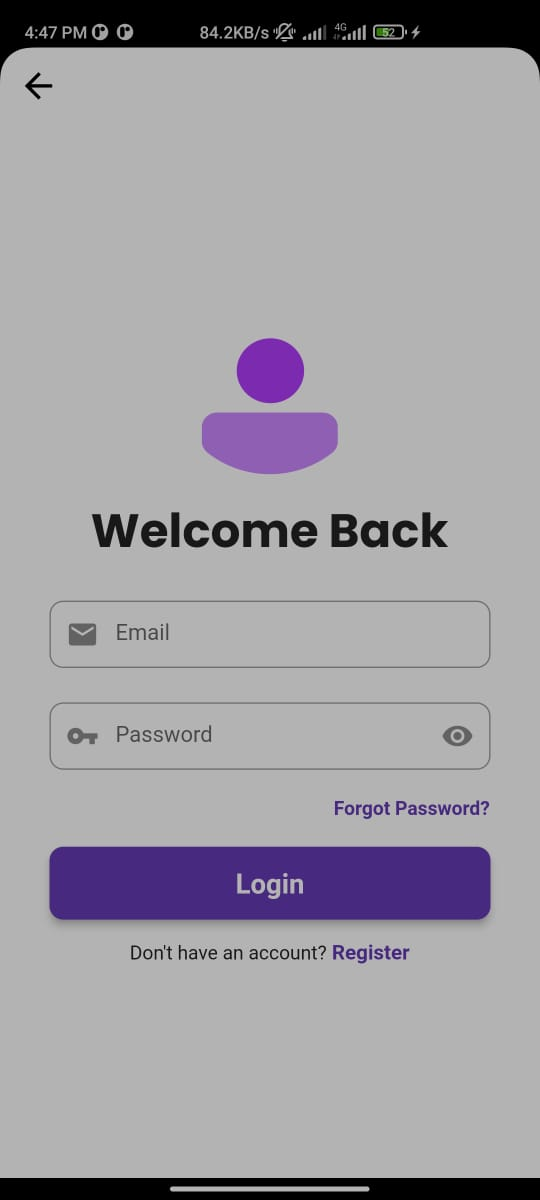 4:47 PM 84.2KB/s 4G 52
Welcome Back
Email
Password
Forgot Password?
Login
Don't have an account? Register